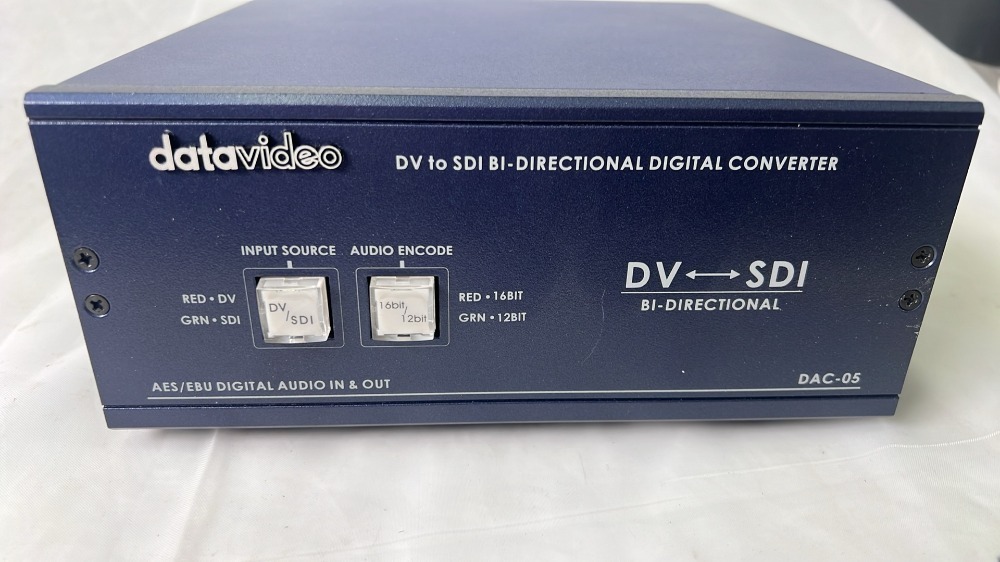 datavideo
DV to SDI BI-DIRECTIONAL DIGITAL CONVERTER
INPUT SOURCE
AUDIO ENCODE
RED • DV
GRN • SDI
DV/SDI
16bit/12bit
RED • 16BIT
GRN • 12BIT
DV↔SDI
BI-DIRECTIONAL
AES/EBU DIGITAL AUDIO IN & OUT
DAC-05